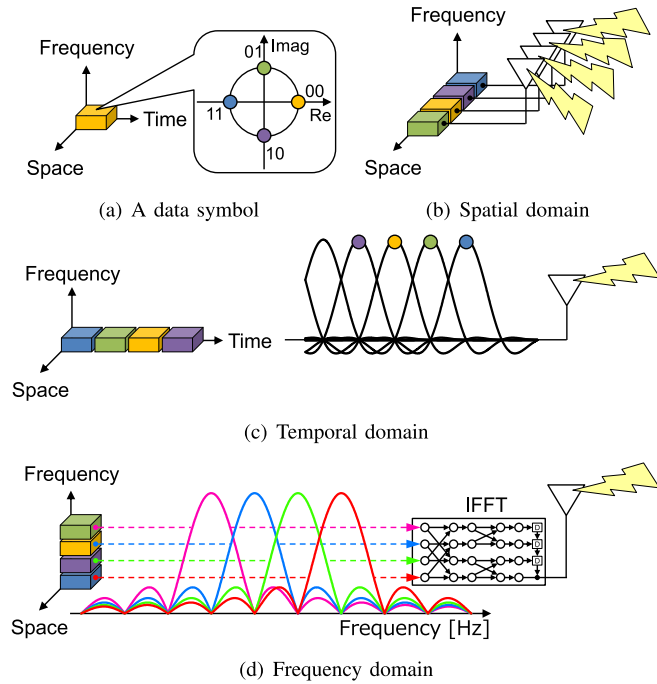 Frequency
Time
Space
01
Imag
00
11
Re
10
(a) A data symbol
Frequency
Space
(b) Spatial domain
Frequency
Time
Space
(c) Temporal domain
Frequency
Space
IFFT
D
D
D
Frequency [Hz]
(d) Frequency domain